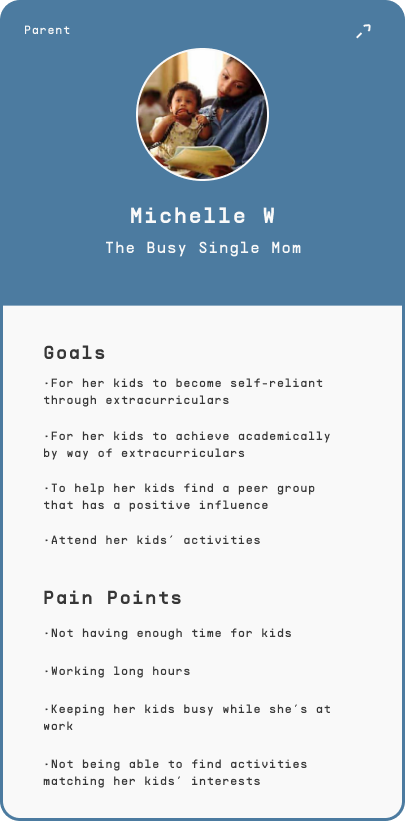 Parent
Michelle W
The Busy Single Mom
Goals
·For her kids to become self-reliant
through extracurriculars
·For her kids to achieve academically
by way of extracurriculars
·To help her kids find a peer group
that has a positive influence
·Attend her kids' activities
Pain Points
·Not having enough time for kids
·Working long hours
·Keeping her kids busy while she's at
work
·Not being able to find activities
matching her kids' interests